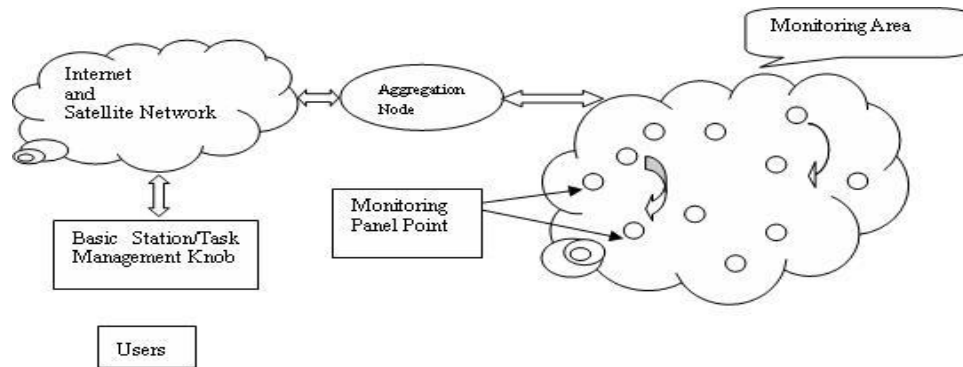 Monitoring Area
Internet
and
Satellite Network
Aggregation
Node
Monitoring
Panel Point
Basic Station/Task
Management Knob
Users